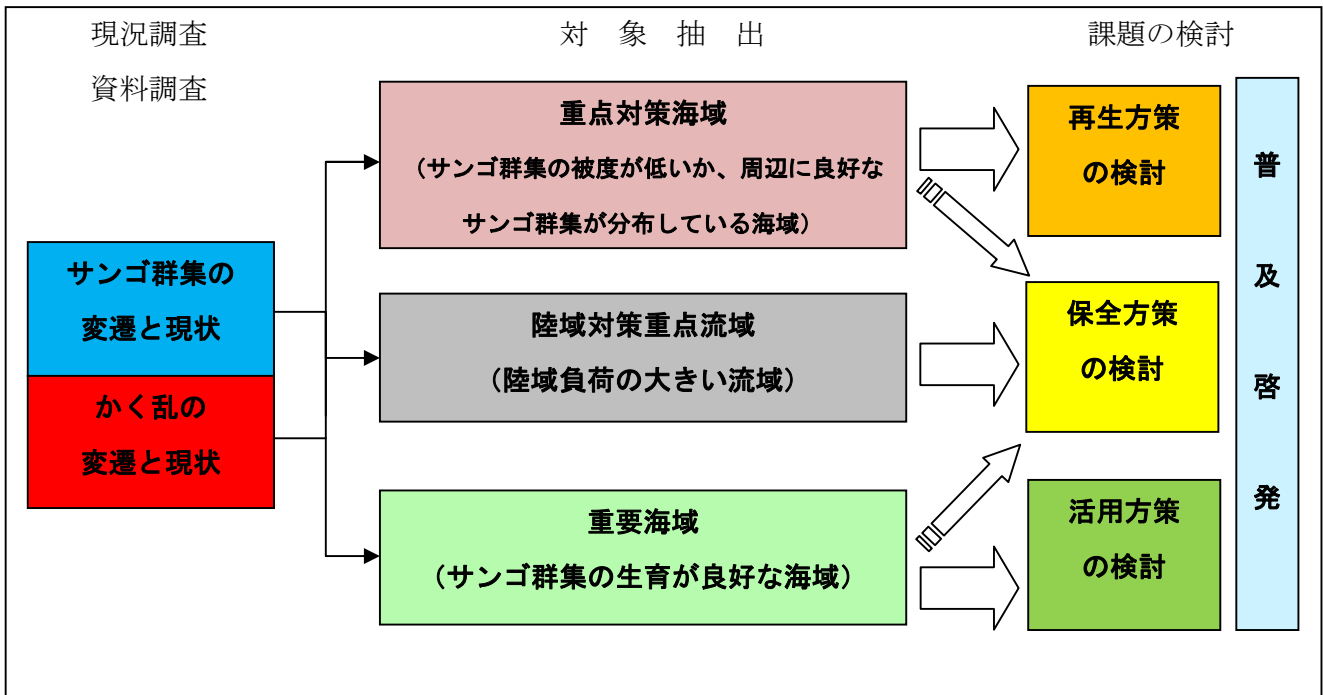 現況調査
資料調査
対 象 抽 出
課題の検討
サンゴ群集の
変遷と現状
かく乱の
変遷と現状
重点対策海域
（サンゴ群集の被度が低いか、周辺に良好な
サンゴ群集が分布している海域）
陸域対策重点流域
（陸域負荷の大きい流域）
重要海域
（サンゴ群集の生育が良好な海域）
再生方策
の検討
保全方策
の検討
活用方策
の検討
普
及
啓
発